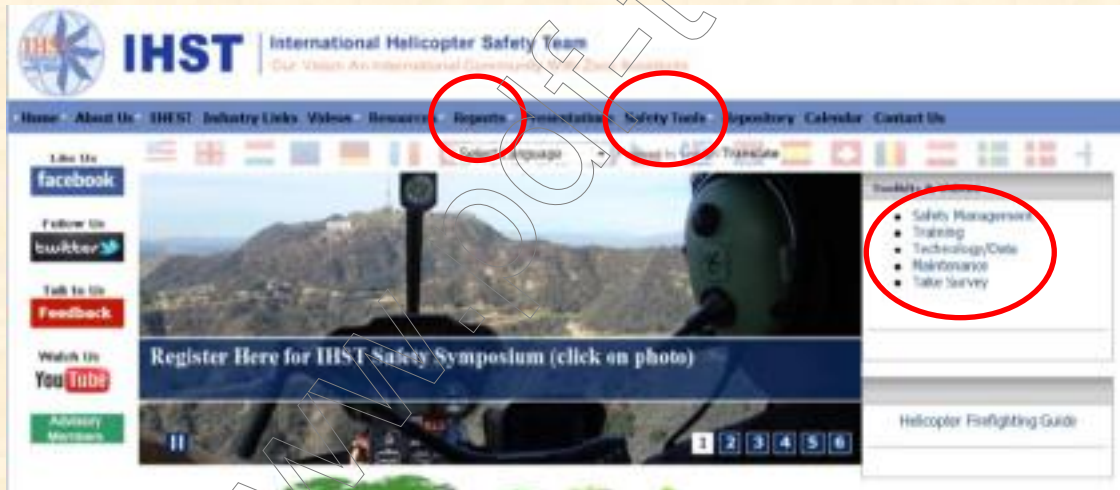 IHST
International Helicopter Safety Team
Our Vision: An International Community With Zero Accidents
Home About Us IHEST Industry Links Videos Resources Reports Presentations Safety Tools Repository Calendar Contact Us
Like Us
facebook
Select Language
Translate
Follow Us
twitter
Talk to Us
Feedback
Watch Us
YouTube
Advisory
Members
Register Here for IHST Safety Symposium (click on photo)
1 2 3 4 5 6
Safety Management
Training
Technology/Data
Maintenance
Take Survey
Helicopter Firefighting Guide